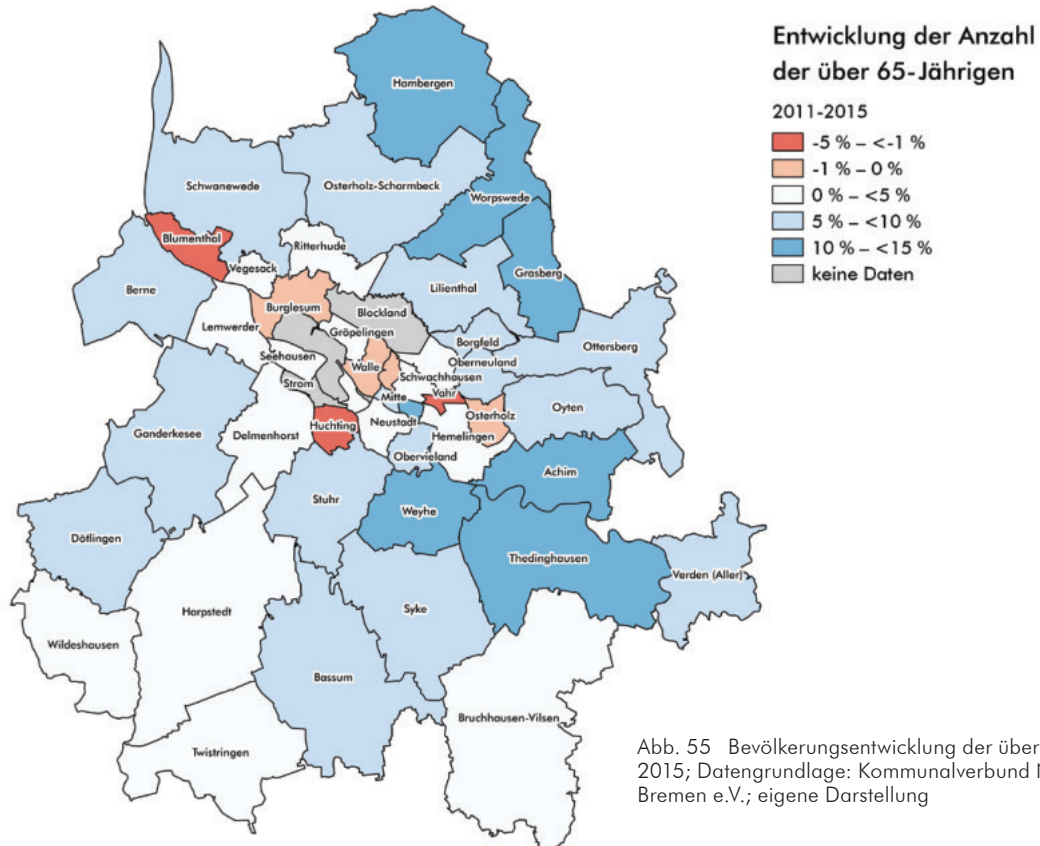 Entwicklung der Anzahl
der über 65-Jährigen
2011-2015
-5 % – <-1 %
-1 % – 0 %
0 % – <5 %
5 % – <10 %
10 % – <15 %
keine Daten
Hambergen
Schwanewede
Osterholz-Scharmbeck
Worpswede
Blumenthal
Ritterhude
Vegesack
Grasberg
Berne
Lilienthal
Burglesum
Blockland
Lemwerder
Gröpelingen
Borgfeld
Ottersberg
Seehausen
Oberneuland
Walle
Schwachhausen
Strom
Mitte
Vahr
Oyten
Osterholz
Huchting
Neustadt
Ganderkesee
Delmenhorst
Hemelingen
Obervieland
Achim
Stuhr
Weyhe
Dötlingen
Thedinghausen
Verden (Aller)
Harpstedt
Syke
Wildeshausen
Bassum
Bruchhausen-Vilsen
Twistringen
Abb. 55 Bevölkerungsentwicklung der über
2015; Datengrundlage: Kommunalverbund
Bremen e.V.; eigene Darstellung